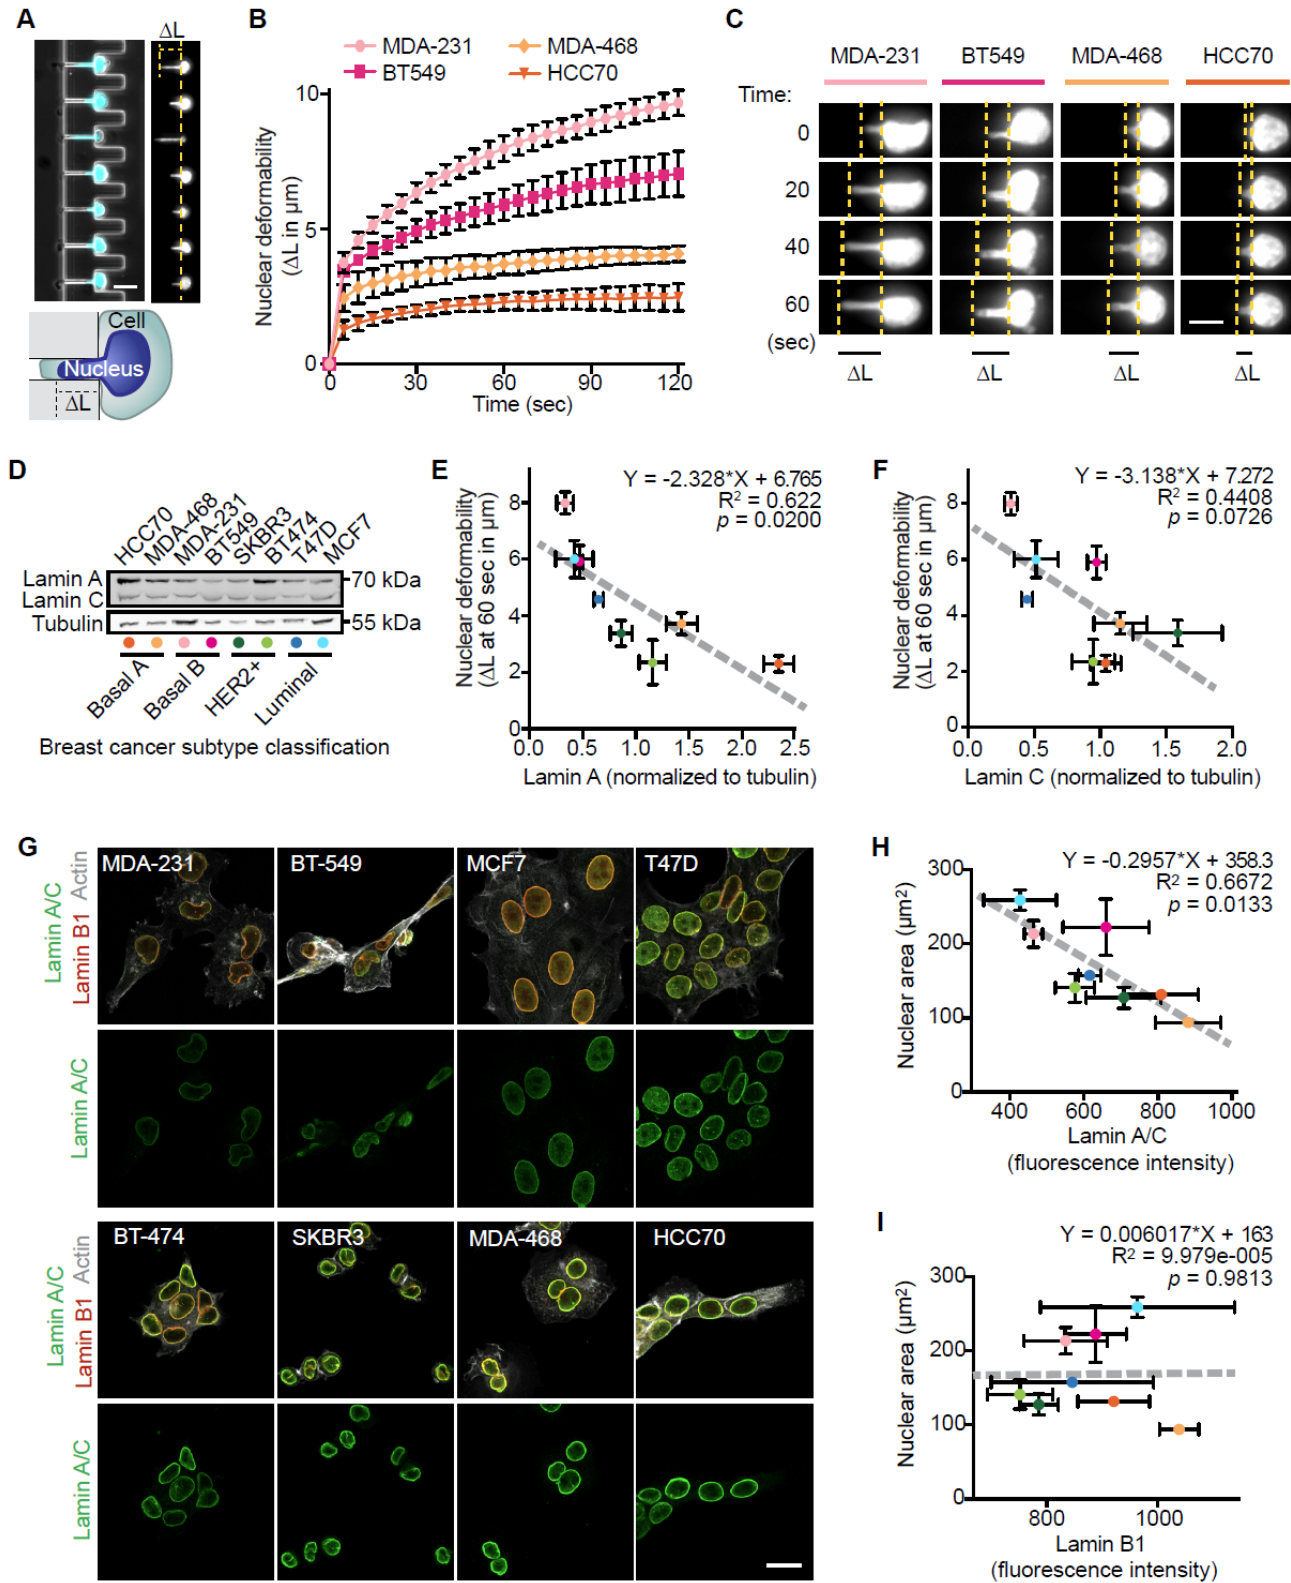 A
ΔL
Cell
Nucleus
ΔL
B
MDA-231
MDA-468
BT549
HCC70
Nuclear deformability
(ΔL in µm)
10
5
0
0
30
60
90
120
Time (sec)
C
MDA-231
BT549
MDA-468
HCC70
Time:
0
20
40
60
(sec)
ΔL
ΔL
ΔL
ΔL
D
HCC70
MDA-468
MDA-231
BT549
SKBR3
BT474
T47D
MCF7
Lamin A
70 kDa
Lamin C
Tubulin
55 kDa
Basal A
Basal B
HER2+
Luminal
Breast cancer subtype classification
E
Y = -2.328*X + 6.765
R² = 0.622
p = 0.0200
Nuclear deformability
(ΔL at 60 sec in µm)
8
6
4
2
0
0.0
0.5
1.0
1.5
2.0
2.5
Lamin A (normalized to tubulin)
F
Y = -3.138*X + 7.272
R² = 0.4408
p = 0.0726
Nuclear deformability
(ΔL at 60 sec in µm)
8
6
4
2
0
0.0
0.5
1.0
1.5
2.0
Lamin C (normalized to tubulin)
G
Lamin A/C
Lamin B1 Actin
MDA-231
BT-549
MCF7
T47D
Lamin A/C
Lamin A/C
Lamin B1 Actin
BT-474
SKBR3
MDA-468
HCC70
Lamin A/C
H
Y = -0.2957*X + 358.3
R² = 0.6672
p = 0.0133
Nuclear area (µm²)
300
200
100
0
400
600
800
1000
Lamin A/C
(fluorescence intensity)
I
Y = 0.006017*X + 163
R² = 9.979e-005
p = 0.9813
Nuclear area (µm²)
300
200
100
0
800
1000
Lamin B1
(fluorescence intensity)